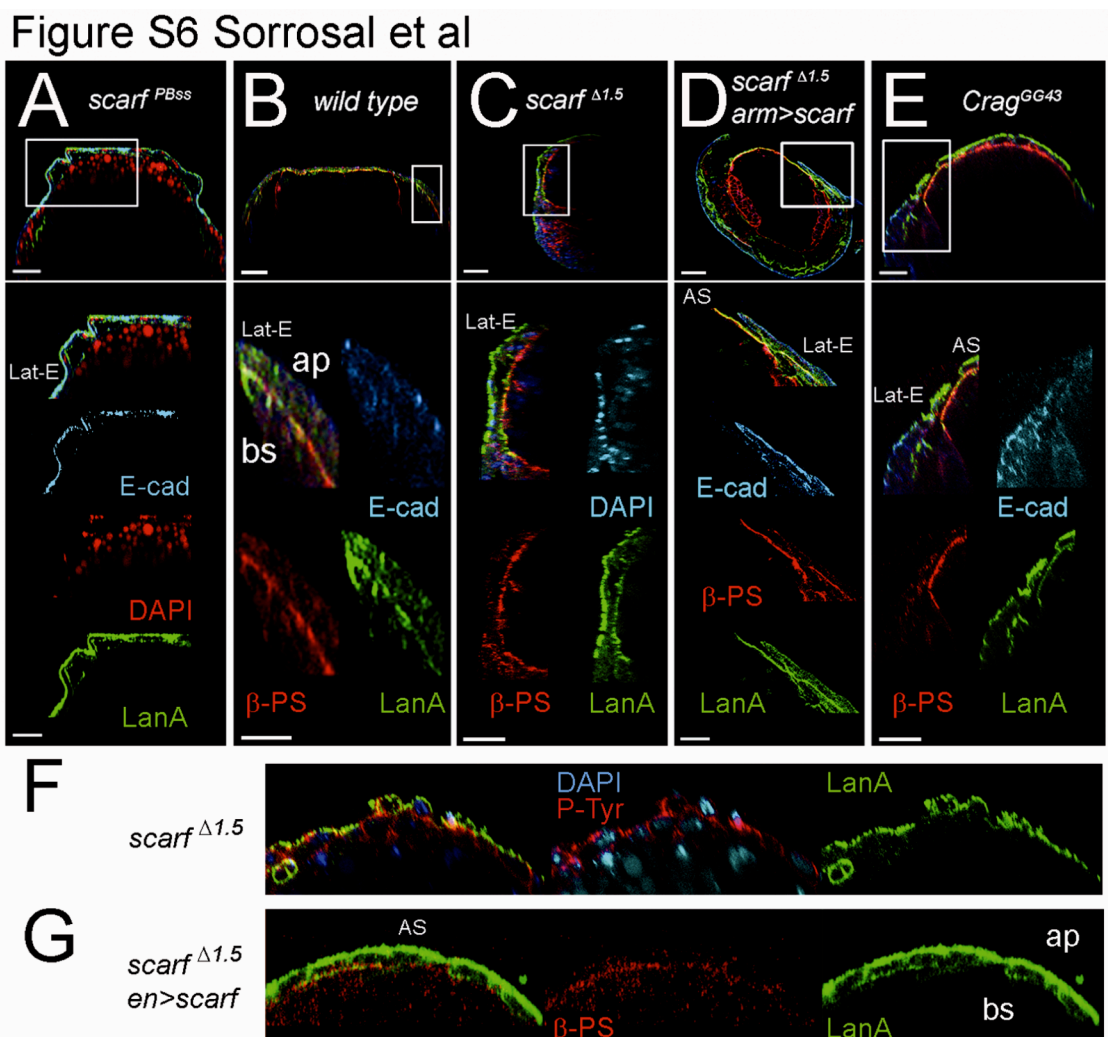 Figure S6 Sorrosal et al
A scarf PBss
B wild type
C scarf Δ1.5
D scarf Δ1.5
arm>scarf
E Crag GG43
Lat-E
E-cad
DAPI
LanA
Lat-E
ap
bs
E-cad
β-PS
LanA
Lat-E
DAPI
β-PS
LanA
AS
Lat-E
E-cad
β-PS
LanA
AS
Lat-E
E-cad
β-PS
LanA
F
scarf Δ1.5
DAPI
P-Tyr
LanA
G
scarf Δ1.5
en>scarf
AS
β-PS
ap
bs
LanA